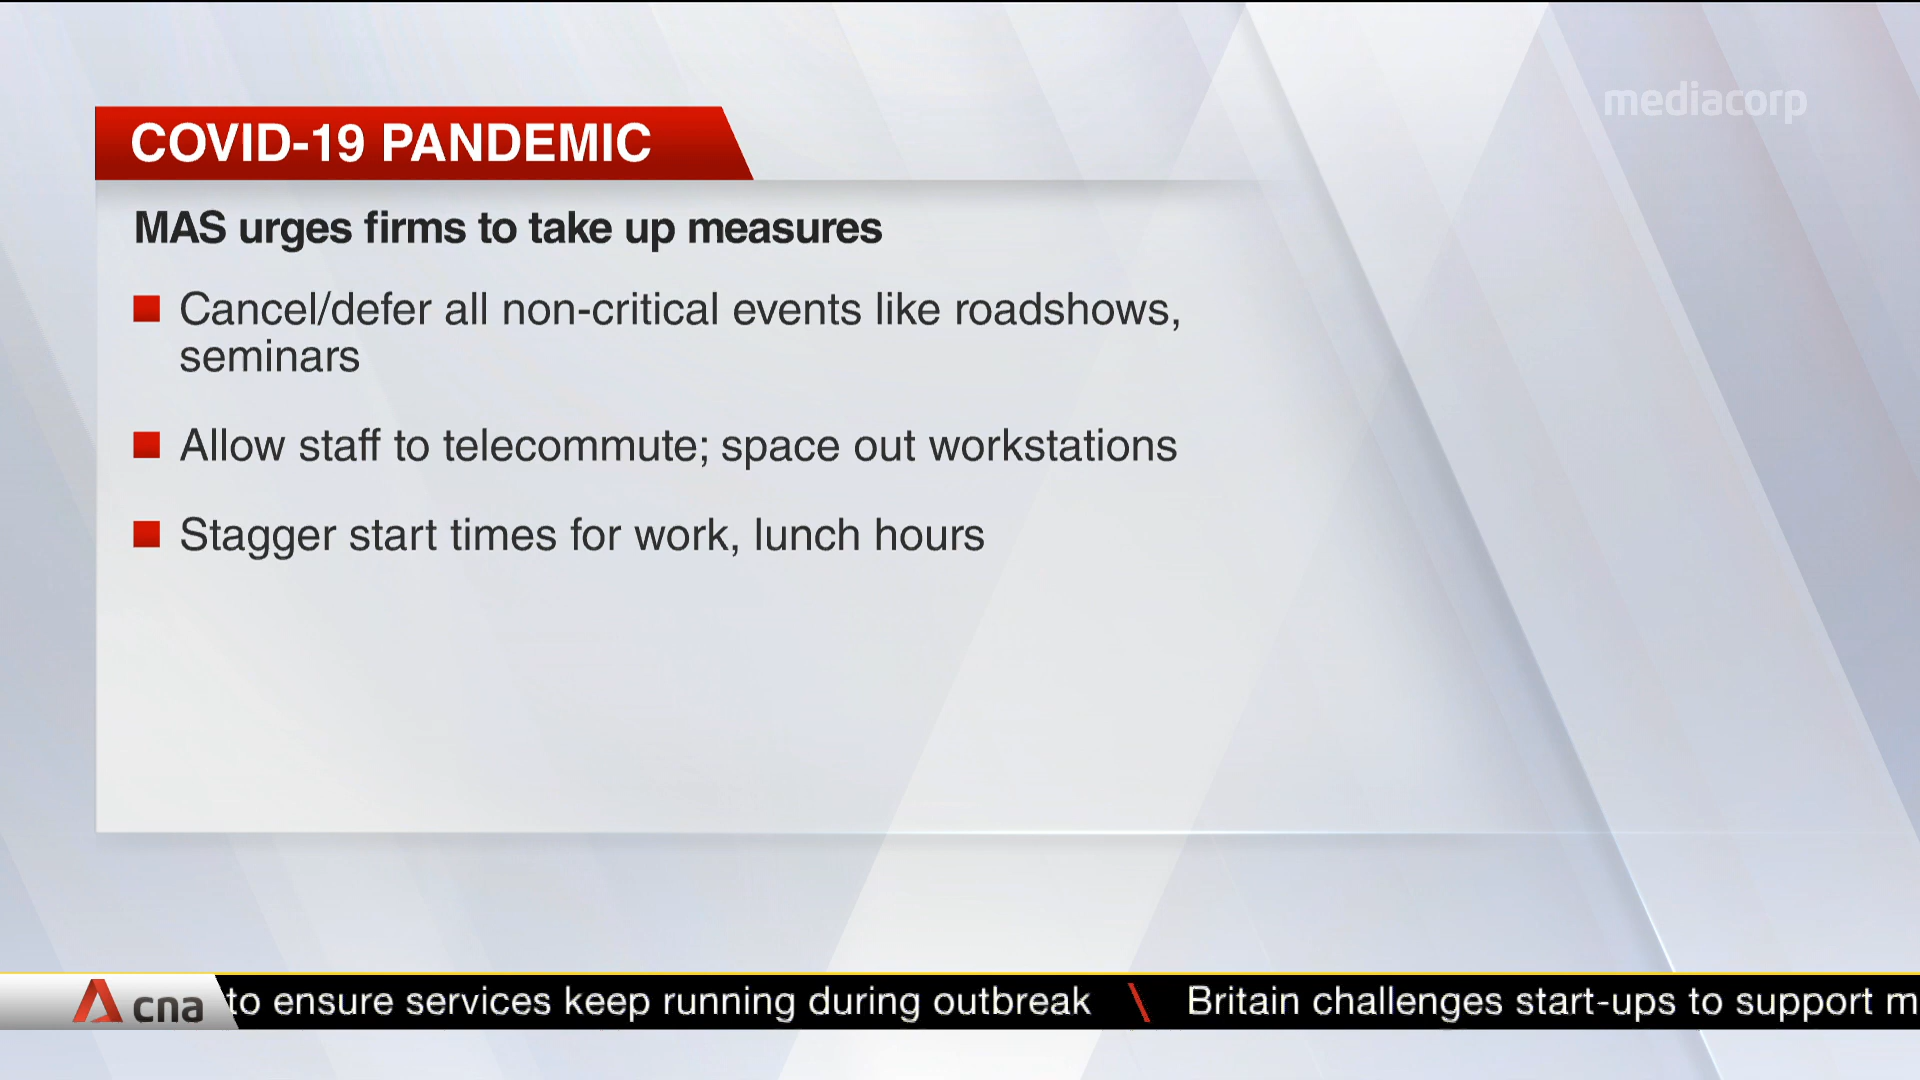 mediacorp
COVID-19 PANDEMIC
MAS urges firms to take up measures
Cancel/defer all non-critical events like roadshows,
seminars
Allow staff to telecommute; space out workstations
Stagger start times for work, lunch hours
cna
to ensure services keep running during outbreak \ Britain challenges start-ups to support m